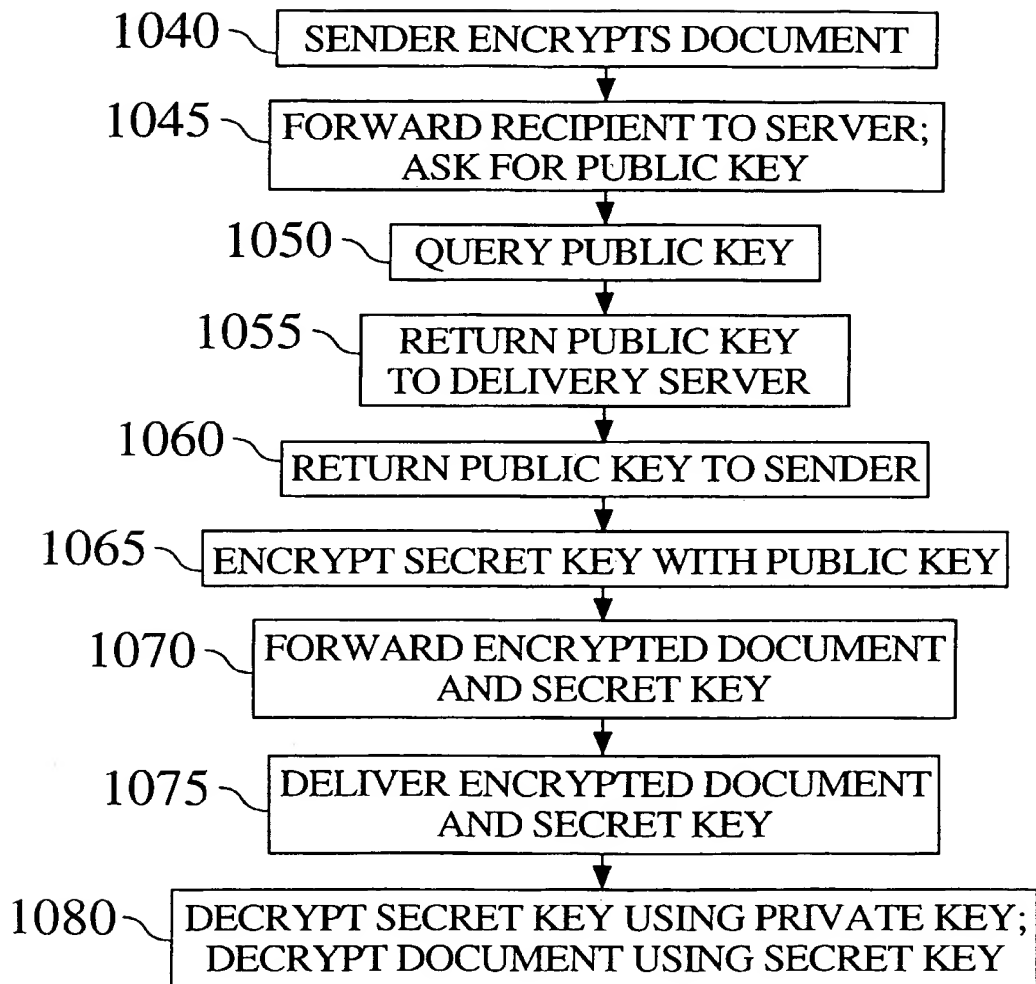 1040
SENDER ENCRYPTS DOCUMENT
1045
FORWARD RECIPIENT TO SERVER;
ASK FOR PUBLIC KEY
1050
QUERY PUBLIC KEY
1055
RETURN PUBLIC KEY
TO DELIVERY SERVER
1060
RETURN PUBLIC KEY TO SENDER
1065
ENCRYPT SECRET KEY WITH PUBLIC KEY
1070
FORWARD ENCRYPTED DOCUMENT
AND SECRET KEY
1075
DELIVER ENCRYPTED DOCUMENT
AND SECRET KEY
1080
DECRYPT SECRET KEY USING PRIVATE KEY;
DECRYPT DOCUMENT USING SECRET KEY